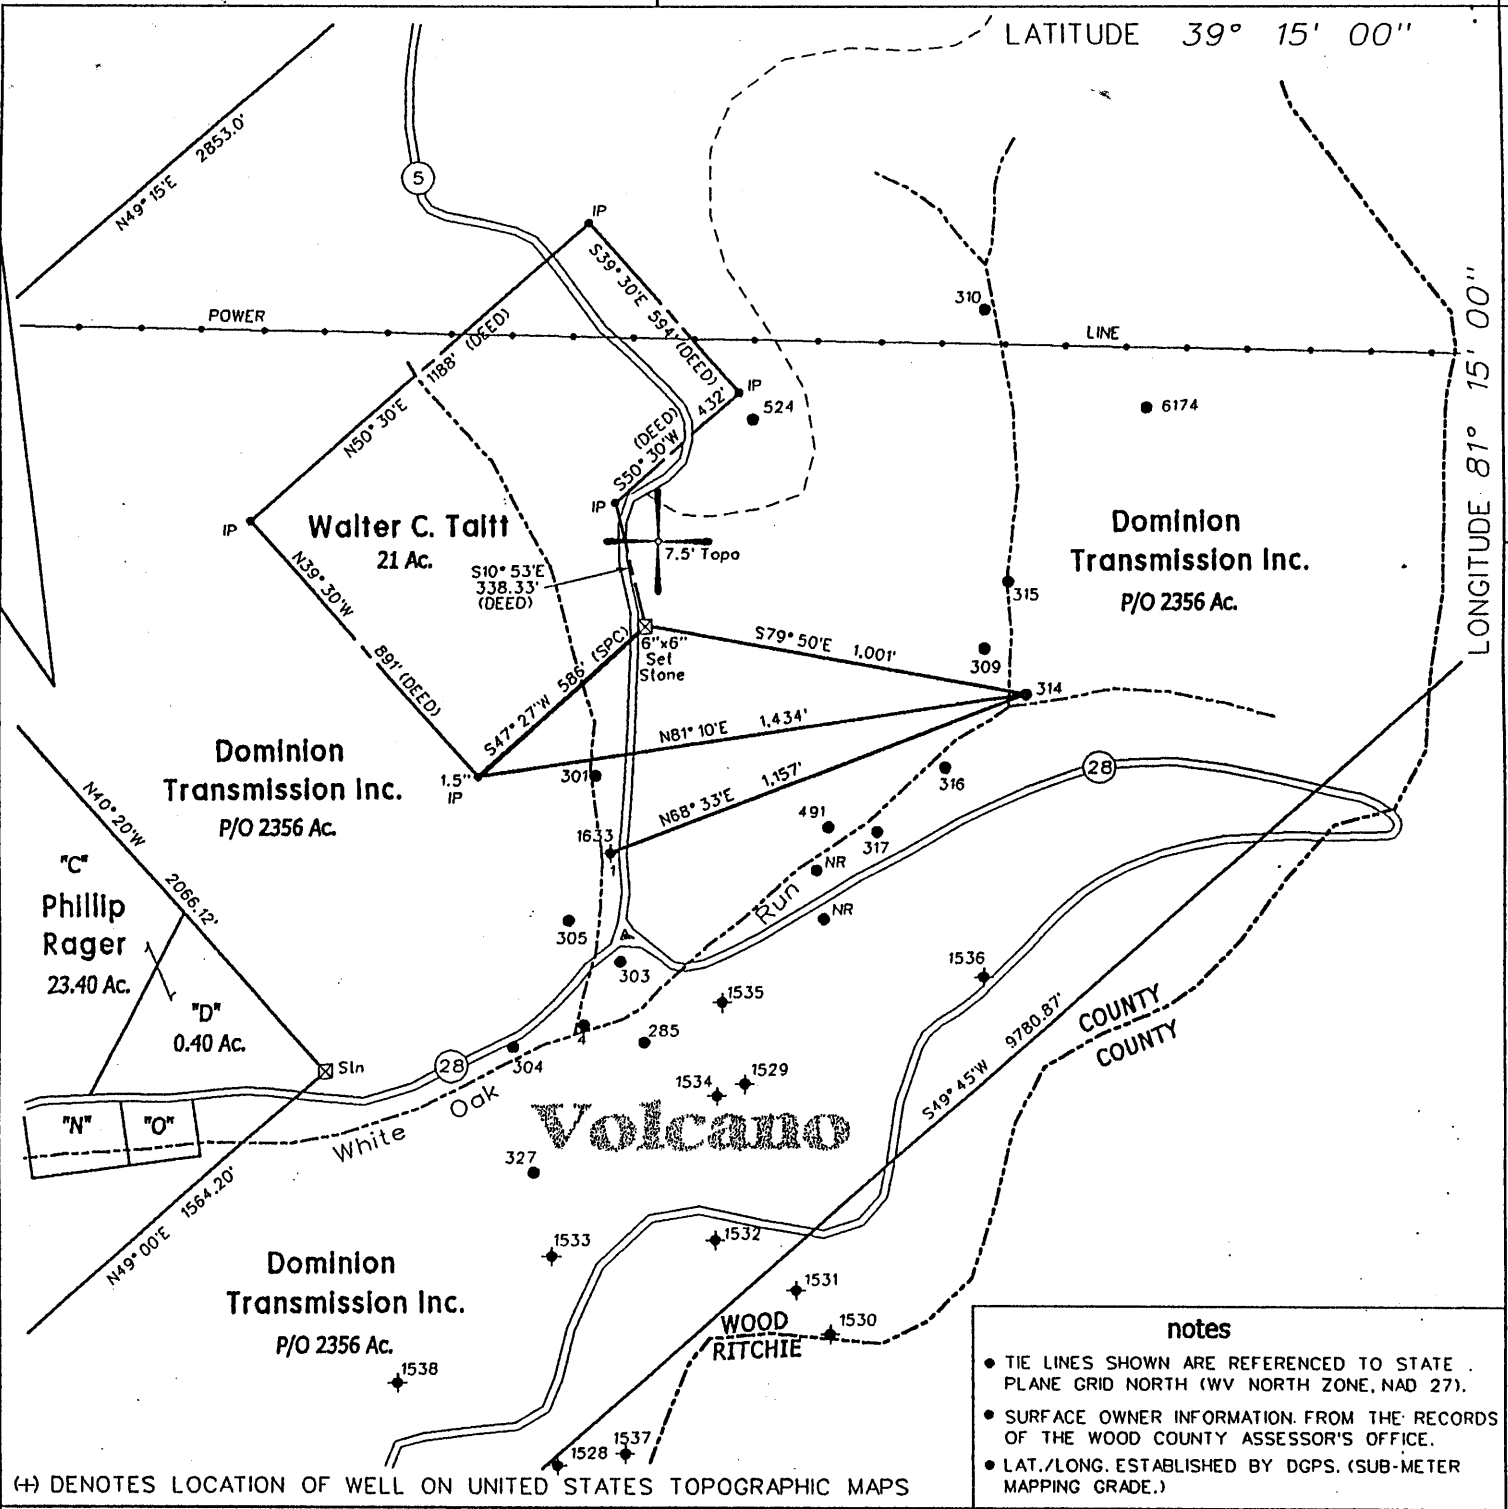 LATITUDE 39° 15' 00"
LONGITUDE 81° 15' 00"
N49° 15'E 2853.0'
5
IP
S39° 30'E 594' (DEED)
310
POWER LINE
N50° 30'E 1188' (DEED)
IP
524
6174
(DEED)
S50° 30'W 432'
IP
IP
Walter C. Taitt
21 Ac.
7.5' Topo
Dominion
Transmission Inc.
P/O 2356 Ac.
S10° 53'E
338.33'
(DEED)
N39° 30'W 891' (DEED)
315
6"x6"
Set
Stone
S79° 50'E 1,001'
309
314
S47° 27'W 586' (SPC)
N81° 10'E 1,434'
Dominion
Transmission Inc.
P/O 2356 Ac.
1.5"
IP
301
N68° 33'E 1,157'
316
28
N40° 20'W 2066.12'
1633
1
491
317
NR
NR
"C"
Phillip
Rager
23.40 Ac.
"D"
0.40 Ac.
305
303
Run
1536
1535
COUNTY
COUNTY
S49° 45'W 9780.87'
4
285
304
28
Sln
1534
1529
White Oak
"N"
"O"
Volcano
327
N49° 00'E 1564.20'
1533
1532
1531
1530
WOOD
RITCHIE
Dominion
Transmission Inc.
P/O 2356 Ac.
1538
1537
1528
(+) DENOTES LOCATION OF WELL ON UNITED STATES TOPOGRAPHIC MAPS
notes
● TIE LINES SHOWN ARE REFERENCED TO STATE
PLANE GRID NORTH (WV NORTH ZONE, NAD 27).
● SURFACE OWNER INFORMATION FROM THE RECORDS
OF THE WOOD COUNTY ASSESSOR'S OFFICE.
● LAT./LONG. ESTABLISHED BY DGPS. (SUB-METER
MAPPING GRADE.)